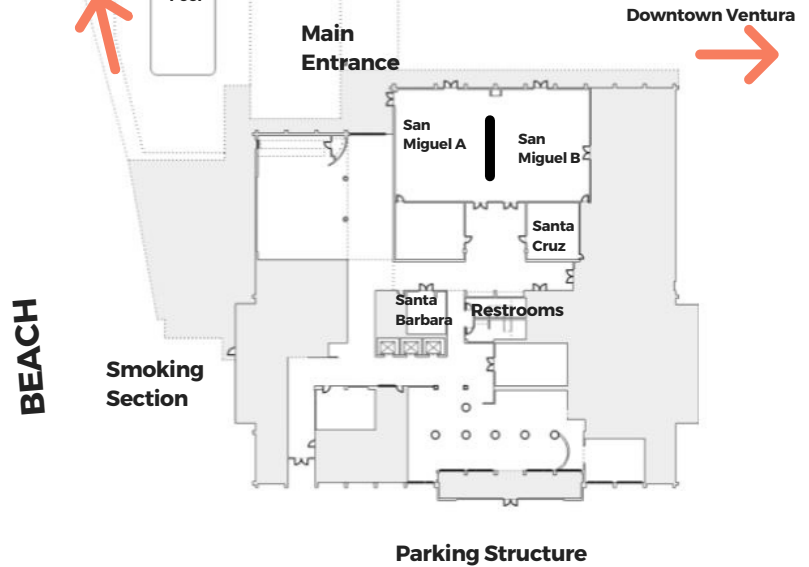 Downtown Ventura
Main
Entrance
San
Miguel A
San
Miguel B
Santa
Cruz
Santa
Barbara
Restrooms
BEACH
Smoking
Section
Parking Structure